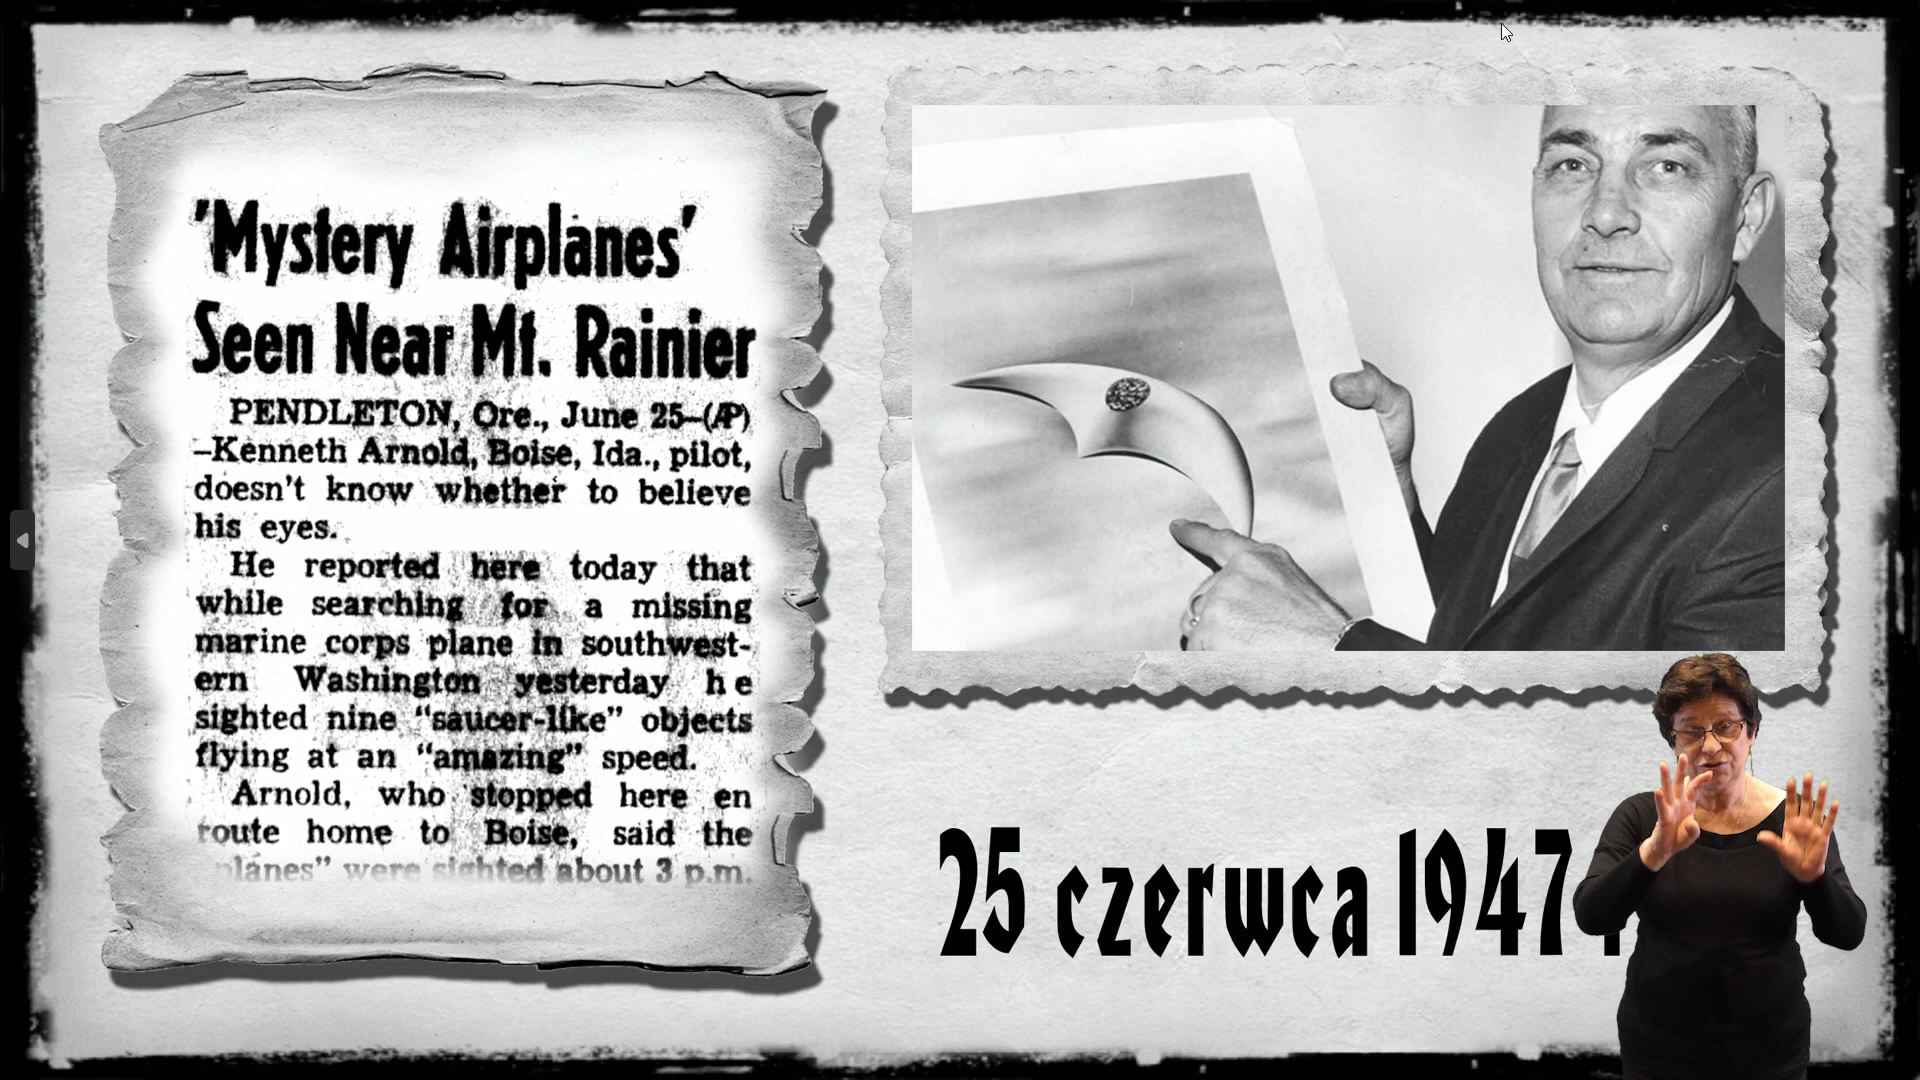 'Mystery Airplanes'
Seen Near Mt. Rainier
PENDLETON, Ore., June 25–(AP)
–Kenneth Arnold, Boise, Ida., pilot,
doesn't know whether to believe
his eyes.
He reported here today that
while searching for a missing
marine corps plane in southwest-
ern Washington yesterday he
sighted nine “saucer-like” objects
flying at an “amazing” speed.
Arnold, who stopped here en
route home to Boise, said the
planes” were sighted about 3 p.m.
25 czerwca 1947